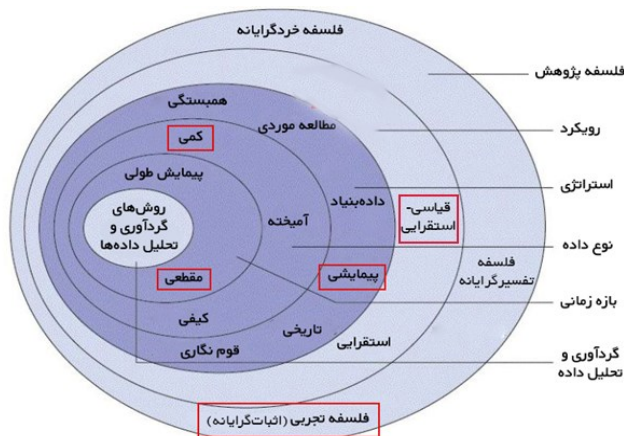 فلسفه خردگرایانه
فلسفه پژوهش
همبستگی
رویکرد
مطالعه موردی
کمی
پیمایش طولی
استراتژی
داده‌بنیاد
قیاسی-
استقرایی
روش‌های
گردآوری و
تحلیل داده‌ها
آمیخته
نوع داده
فلسفه
تفسیرگرایانه
مقطعی
پیمایشی
بازه زمانی
کیفی
تاریخی
استقرایی
قوم نگاری
گردآوری و
تحلیل داده
فلسفه تجربی (اثبات‌گرایانه)